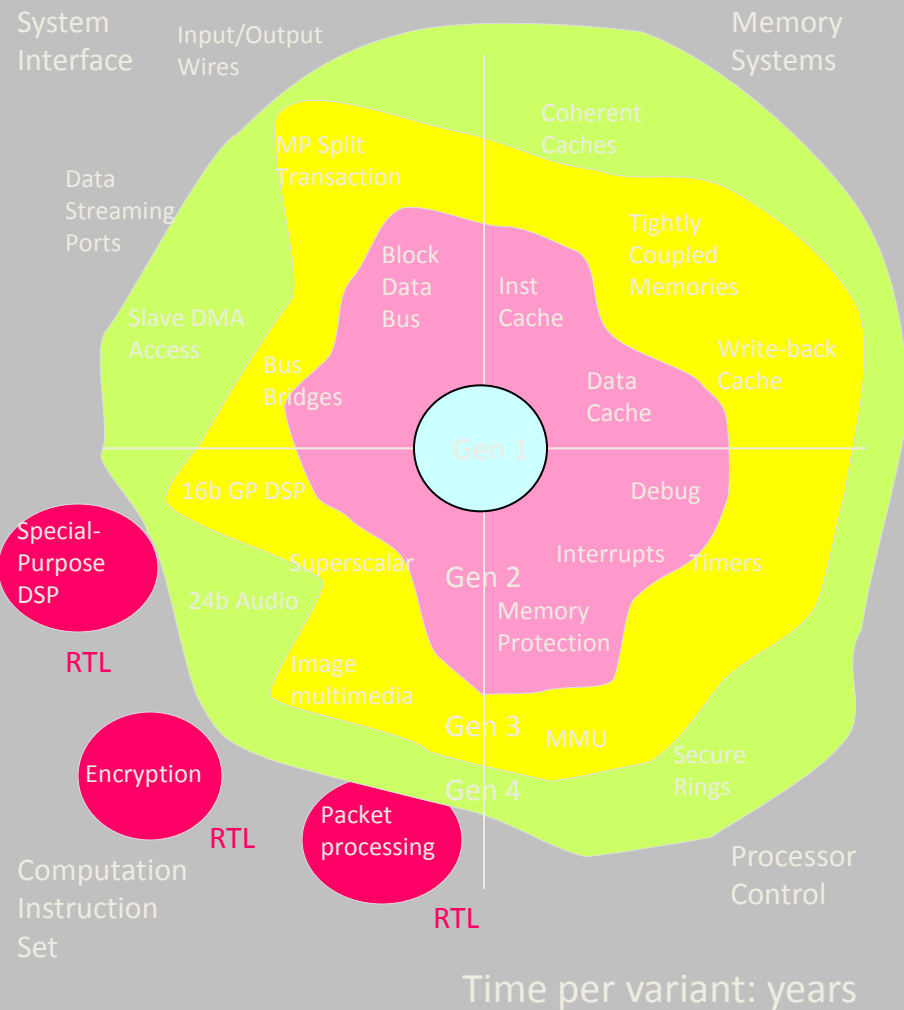 System
Interface
Input/Output
Wires
Memory
Systems
Coherent
Caches
MP Split
Transaction
Data
Streaming
Ports
Tightly
Coupled
Memories
Block
Data
Bus
Inst
Cache
Slave DMA
Access
Bus
Bridges
Write-back
Cache
Data
Cache
Gen 1
16b GP DSP
Debug
Special-
Purpose
DSP
Superscalar
Interrupts
Timers
Gen 2
24b Audio
Memory
Protection
RTL
Image
multimedia
Gen 3
MMU
Secure
Rings
Encryption
Gen 4
Packet
processing
RTL
Computation
Instruction
Set
Processor
Control
RTL
Time per variant: years